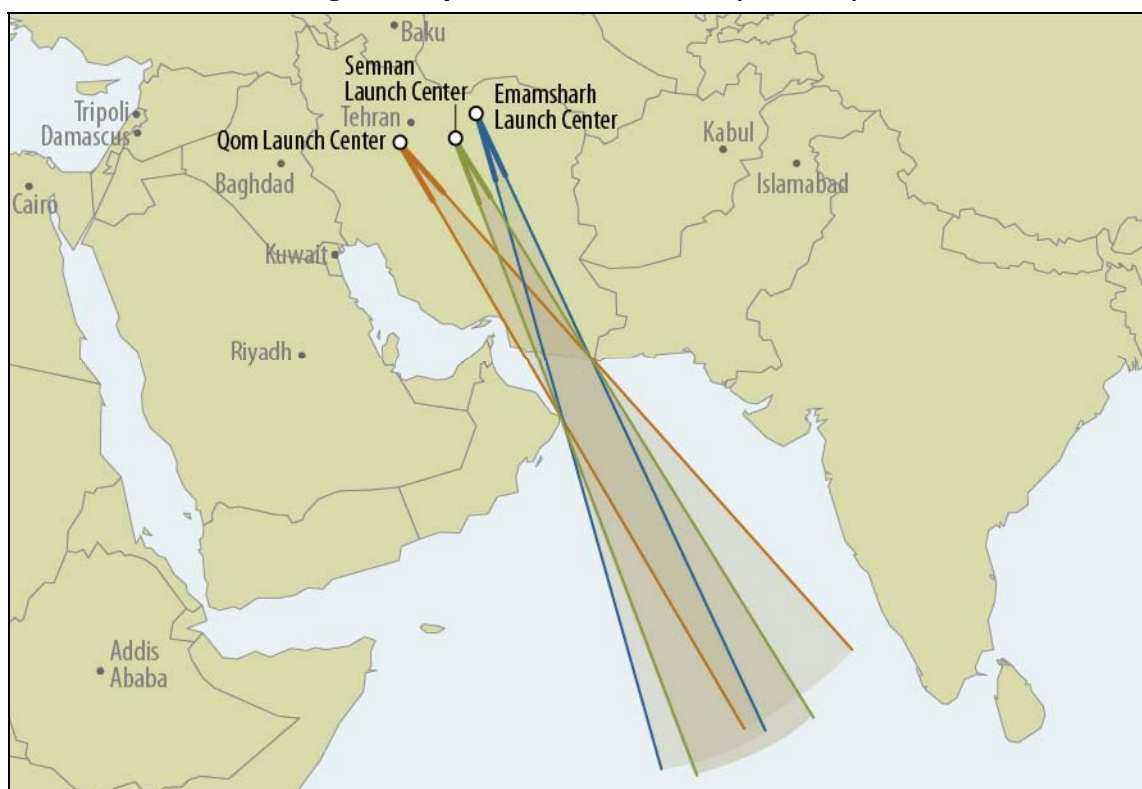 Baku
Semnan
Launch Center
Emamsharh
Launch Center
Tripoli
Damascus
Tehran
Qom Launch Center
Kabul
Baghdad
Islamabad
Cairo
Kuwait
Riyadh
Addis
Ababa